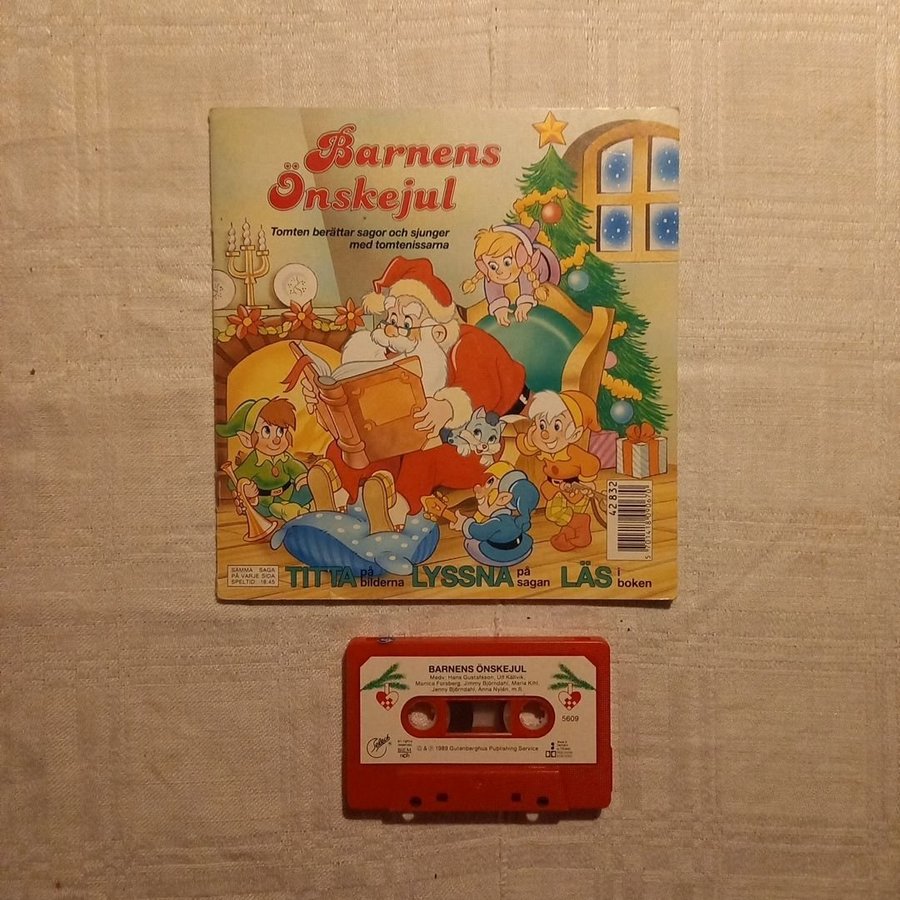 Barnens
Önskejul
Tomten berättar sagor och sjunger
med tomtenissarna
42 832
SAMMA SAGA
PÅ VARJE SIDA
SPELTID: 18:45
TITTA på bilderna LYSSNA på sagan LÄS i boken
BARNENS ÖNSKEJUL
Medv: Hans Gustafsson, Ulf Källvik,
Monica Forsberg, Jimmy Björndahl, Maria Kihl,
Jenny Björndahl, Anna Nylén, m.fl.
5609
© & ℗ 1989 Gutenberghus Publishing Service